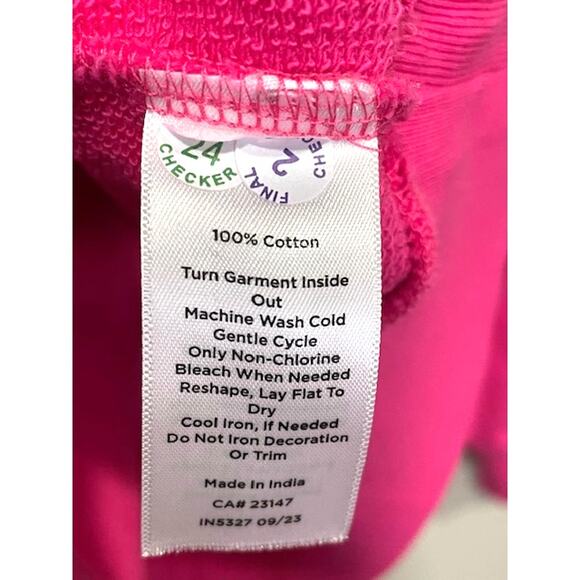 24
CHECKER
2
FINAL
CHEC
100% Cotton
Turn Garment Inside
Out
Machine Wash Cold
Gentle Cycle
Only Non-Chlorine
Bleach When Needed
Reshape, Lay Flat To
Dry
Cool Iron, If Needed
Do Not Iron Decoration
Or Trim
Made In India
CA# 23147
IN5327 09/23